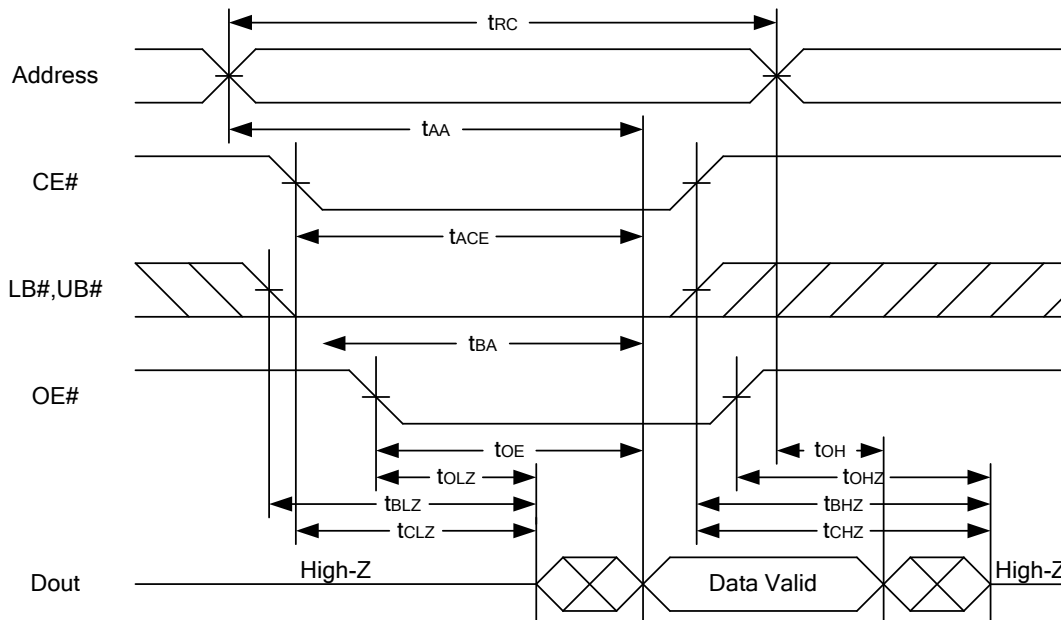 tRC
Address
tAA
CE#
tACE
LB#,UB#
tBA
OE#
tOE
tOH
tOLZ
tOHZ
tBLZ
tBHZ
tCLZ
tCHZ
High-Z
Dout
Data Valid
High-Z